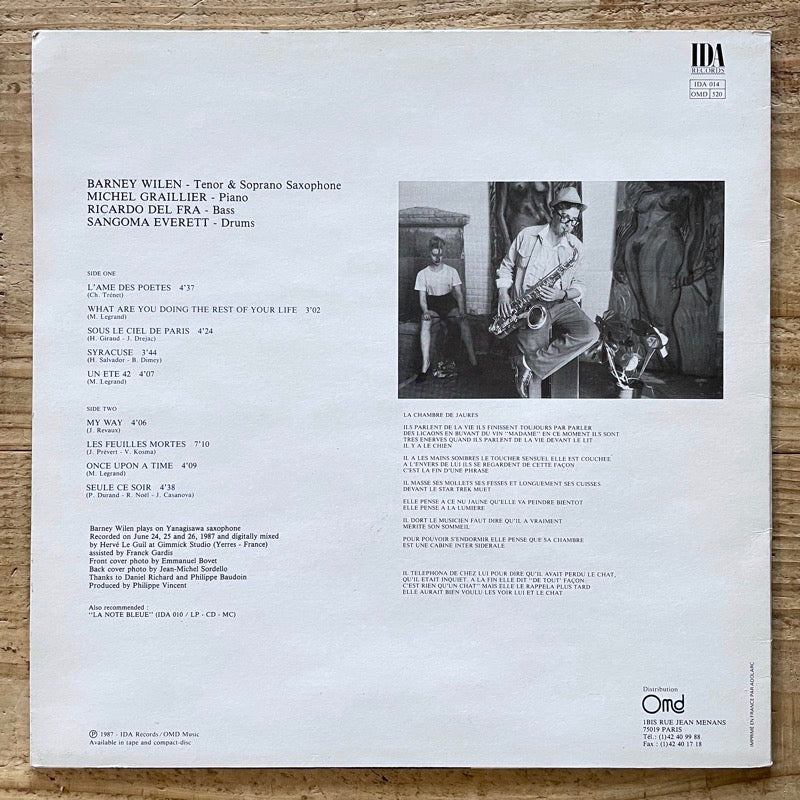 IDA
RECORDS
IDA 014
OMD 520
BARNEY WILEN - Tenor & Soprano Saxophone
MICHEL GRAILLIER - Piano
RICARDO DEL FRA - Bass
SANGOMA EVERETT - Drums
SIDE ONE
L'AME DES POETES 4'37
(Ch. Trénet)
WHAT ARE YOU DOING THE REST OF YOUR LIFE 3'02
(M. Legrand)
SOUS LE CIEL DE PARIS 4'24
(H. Giraud - J. Drejac)
SYRACUSE 3'44
(H. Salvador - B. Dimey)
UN ETE 42 4'07
(M. Legrand)
SIDE TWO
MY WAY 4'06
(J. Revaux)
LES FEUILLES MORTES 7'10
(J. Prévert - V. Kosma)
ONCE UPON A TIME 4'09
(M. Legrand)
SEULE CE SOIR 4'38
(P. Durand - R. Noël - J. Casanova)
Barney Wilen plays on Yanagisawa saxophone
Recorded on June 24, 25 and 26, 1987 and digitally mixed
by Hervé Le Guil at Gimmick Studio (Yerres - France)
assisted by Franck Gardis
Front cover photo by Emmanuel Bovet
Back cover photo by Jean-Michel Sordello
Thanks to Daniel Richard and Philippe Baudoin
Produced by Philippe Vincent
Also recommended :
"LA NOTE BLEUE" (IDA 010 / LP - CD - MC)
℗ 1987 - IDA Records / OMD Music
Available in tape and compact-disc
LA CHAMBRE DE JAURES
ILS PARLENT DE LA VIE ILS FINISSENT TOUJOURS PAR PARLER
DES LICAONS EN BUVANT DU VIN "MADAME" EN CE MOMENT ILS SONT
TRES ENERVES QUAND ILS PARLENT DE LA VIE DEVANT LE LIT
IL Y A LE CHIEN
IL A LES MAINS SOMBRES LE TOUCHER SENSUEL ELLE EST COUCHEE
A L'ENVERS DE LUI ILS SE REGARDENT DE CETTE FAÇON
C'EST LA FIN D'UNE PHRASE
IL MASSE SES MOLLETS SES FESSES ET LONGUEMENT SES CUISSES
DEVANT LE STAR TREK MUET
ELLE PENSE A CE NU JAUNE QU'ELLE VA PEINDRE BIENTOT
ELLE PENSE A LA LUMIERE
IL DORT LE MUSICIEN FAUT DIRE QU'IL A VRAIMENT
MERITE SON SOMMEIL
POUR POUVOIR S'ENDORMIR ELLE PENSE QUE SA CHAMBRE
EST UNE CABINE INTER SIDERALE
IL TELEPHONA DE CHEZ LUI POUR DIRE QU'IL AVAIT PERDU LE CHAT,
QU'IL ETAIT INQUIET. A LA FIN ELLE DIT "DE TOUT' FAÇON
C'EST RIEN QU'UN CHAT" MAIS ELLE LE RAPPELA PLUS TARD
ELLE AURAIT BIEN VOULU LES VOIR LUI ET LE CHAT
Distribution
Omd
1BIS RUE JEAN MENANS
75019 PARIS
Tél.: (1)42 40 99 88
Fax : (1)42 40 17 18
IMPRIMÉ EN FRANCE PAR ADOLARC